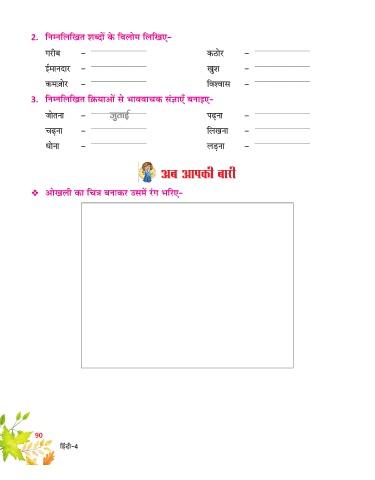 2. निम्नलिखित शब्दों के विलोम लिखिए-
गरीब - कठोर -
ईमानदार - खुश -
कमज़ोर - विश्वास -
3. निम्नलिखित क्रियाओं से भाववाचक संज्ञाएँ बनाइए-
जोतना - जुताई पढ़ना -
चढ़ना - लिखना -
धोना - लड़ना -
अब आपकी बारी
❖ ओखली का चित्र बनाकर उसमें रंग भरिए-
90
हिंदी-4